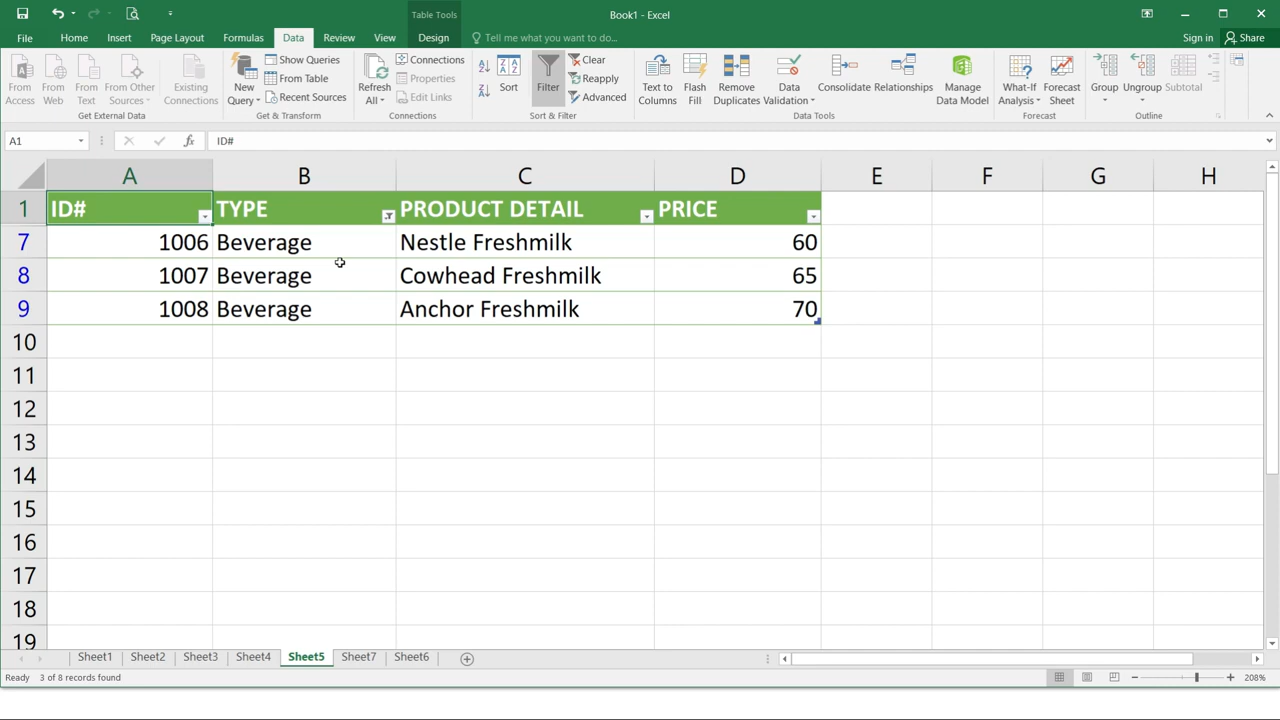 Table Tools
Book1 - Excel
File Home Insert Page Layout Formulas Data Review View Design Tell me what you want to do... Sign in Share
From Access
From Web
From Text
From Other Sources
Existing Connections
Get External Data
New Query
Show Queries
From Table
Recent Sources
Get & Transform
Refresh All
Connections
Properties
Edit Links
Connections
Sort
Filter
Clear
Reapply
Advanced
Sort & Filter
Text to Columns
Flash Fill
Remove Duplicates
Data Validation
Consolidate
Relationships
Manage Data Model
Data Tools
What-If Analysis
Forecast Sheet
Forecast
Group
Ungroup
Subtotal
Outline
A1 fx ID#
A B C D E F G H
1 ID# TYPE PRODUCT DETAIL PRICE
7 1006 Beverage Nestle Freshmilk 60
8 1007 Beverage Cowhead Freshmilk 65
9 1008 Beverage Anchor Freshmilk 70
10
11
12
13
14
15
16
17
18
19
Sheet1 Sheet2 Sheet3 Sheet4 Sheet5 Sheet7 Sheet6
Ready 3 of 8 records found 208%